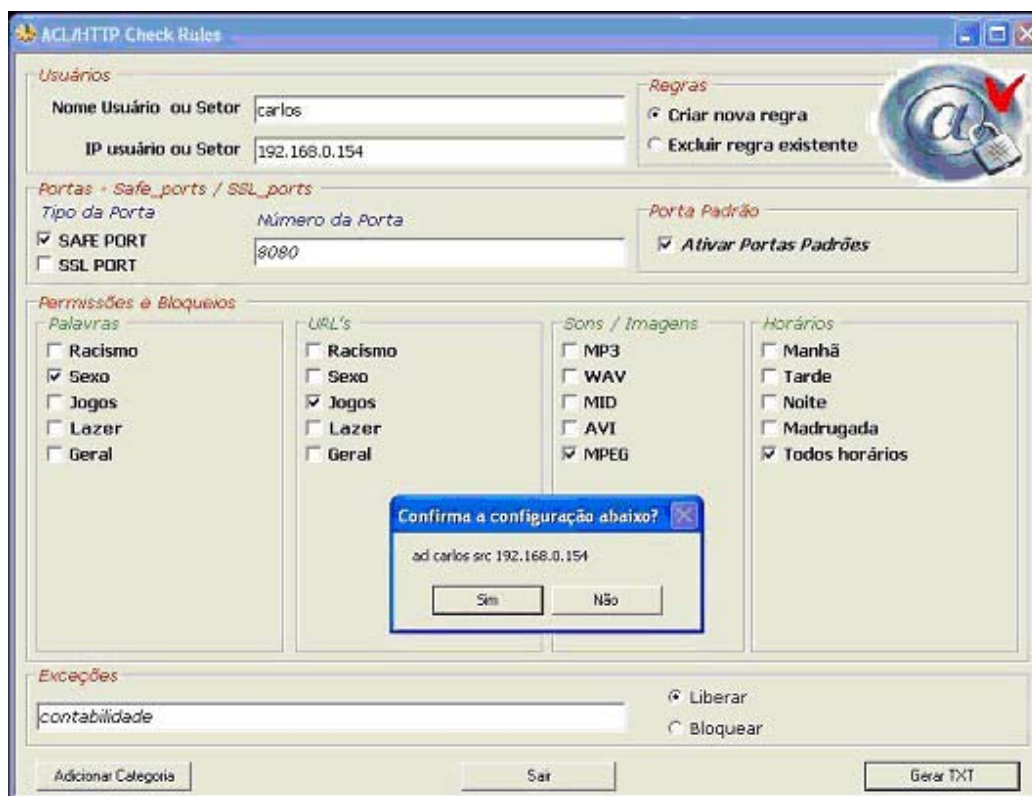 ACL/HTTP Check Rules
Usuários
Nome Usuário ou Setor
carlos
IP usuário ou Setor
192.168.0.154
Regras
Criar nova regra
Excluir regra existente
Portas - Safe_ports / SSL_ports
Tipo da Porta
SAFE PORT
SSL PORT
Número da Porta
8080
Porta Padrão
Ativar Portas Padrões
Permissões e Bloqueios
Palavras
Racismo
Sexo
Jogos
Lazer
Geral
URL's
Racismo
Sexo
Jogos
Lazer
Geral
Sons / Imagens
MP3
WAV
MID
AVI
MPEG
Horários
Manhã
Tarde
Noite
Madrugada
Todos horários
Confirma a configuração abaixo?
acl carlos src 192.168.0.154
Sim
Não
Exceções
contabilidade
Liberar
Bloquear
Adicionar Categoria
Sair
Gerar TXT